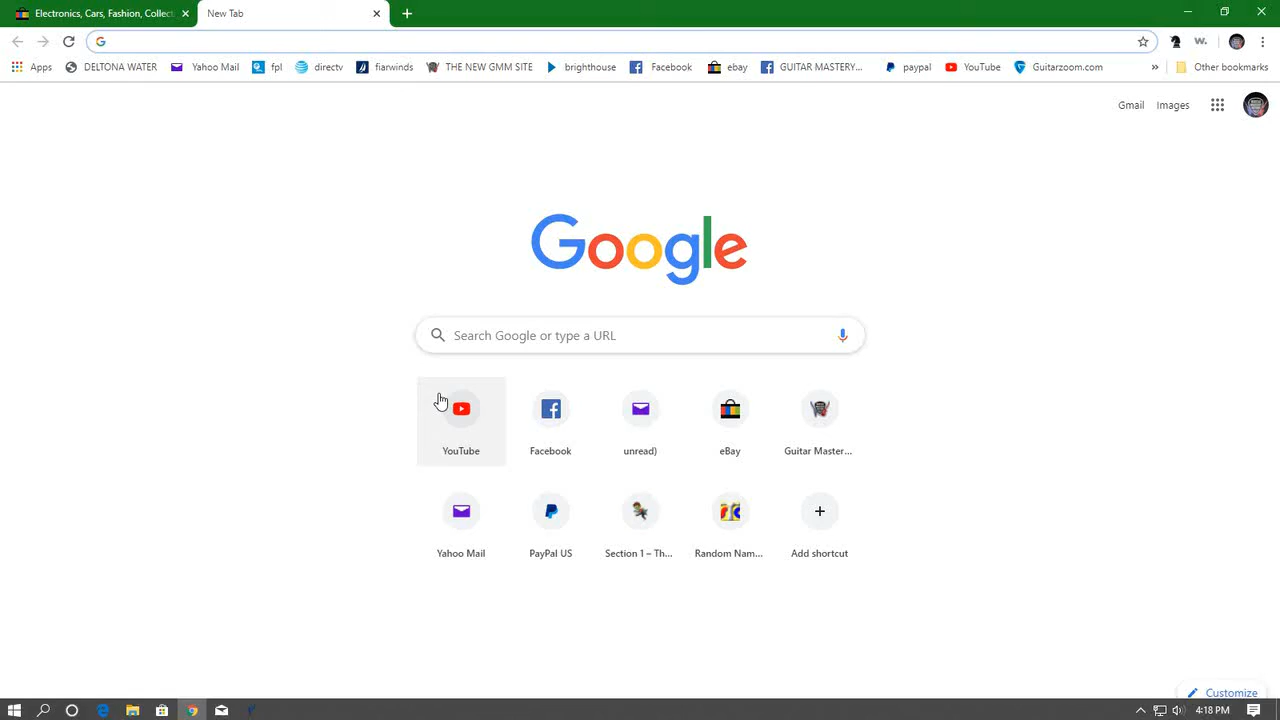 Electronics, Cars, Fashion, Collect
New Tab
Apps
DELTONA WATER
Yahoo Mail
fpl
directv
fiarwinds
THE NEW GMM SITE
brighthouse
Facebook
ebay
GUITAR MASTERY...
paypal
YouTube
Guitarzoom.com
Other bookmarks
Gmail
Images
Google
Search Google or type a URL
YouTube
Facebook
unread)
eBay
Guitar Master...
Yahoo Mail
PayPal US
Section 1 – Th...
Random Nam...
Add shortcut
Customize
4:18 PM